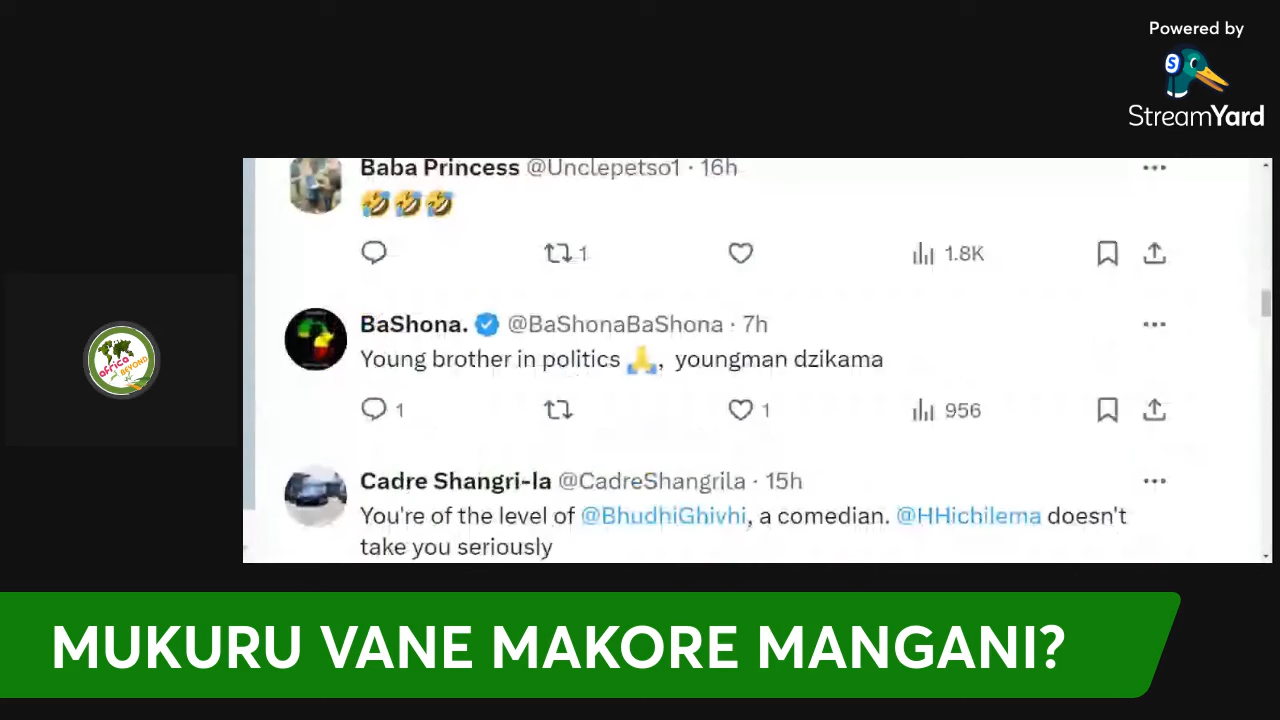 Powered by
StreamYard
Baba Princess @Unclepetso1 · 16h
🤣🤣🤣
1 1.8K
BaShona. @BaShonaBaShona · 7h
Young brother in politics 🙏, youngman dzikama
1 1 956
Cadre Shangri-la @CadreShangrila · 15h
You're of the level of @BhudhiGhivhi, a comedian. @HHichilema doesn't
take you seriously
AFRICA
BEYOND
MUKURU VANE MAKORE MANGANI?